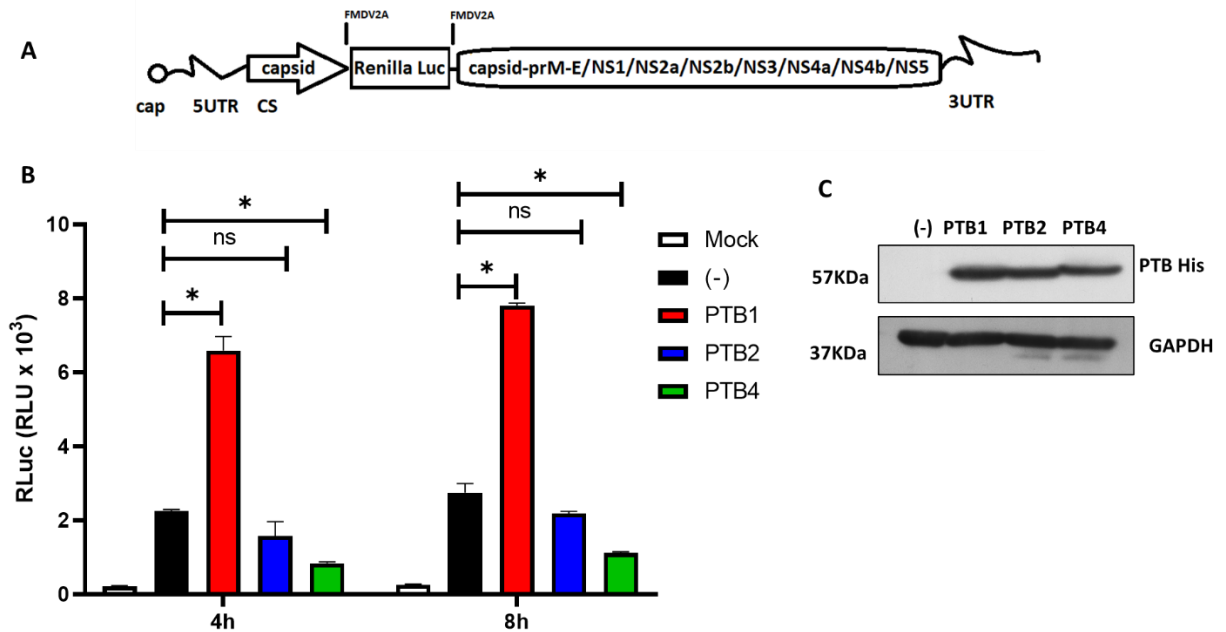 A
FMDV2A FMDV2A
capsid Renilla Luc capsid-prM-E/NS1/NS2a/NS2b/NS3/NS4a/NS4b/NS5
cap 5UTR CS 3UTR
B
RLuc (RLU x 10³)
10
8
6
4
2
0
*
ns
*
*
ns
*
4h 8h
Mock
(-)
PTB1
PTB2
PTB4
C
(-) PTB1 PTB2 PTB4
57KDa PTB His
37KDa GAPDH